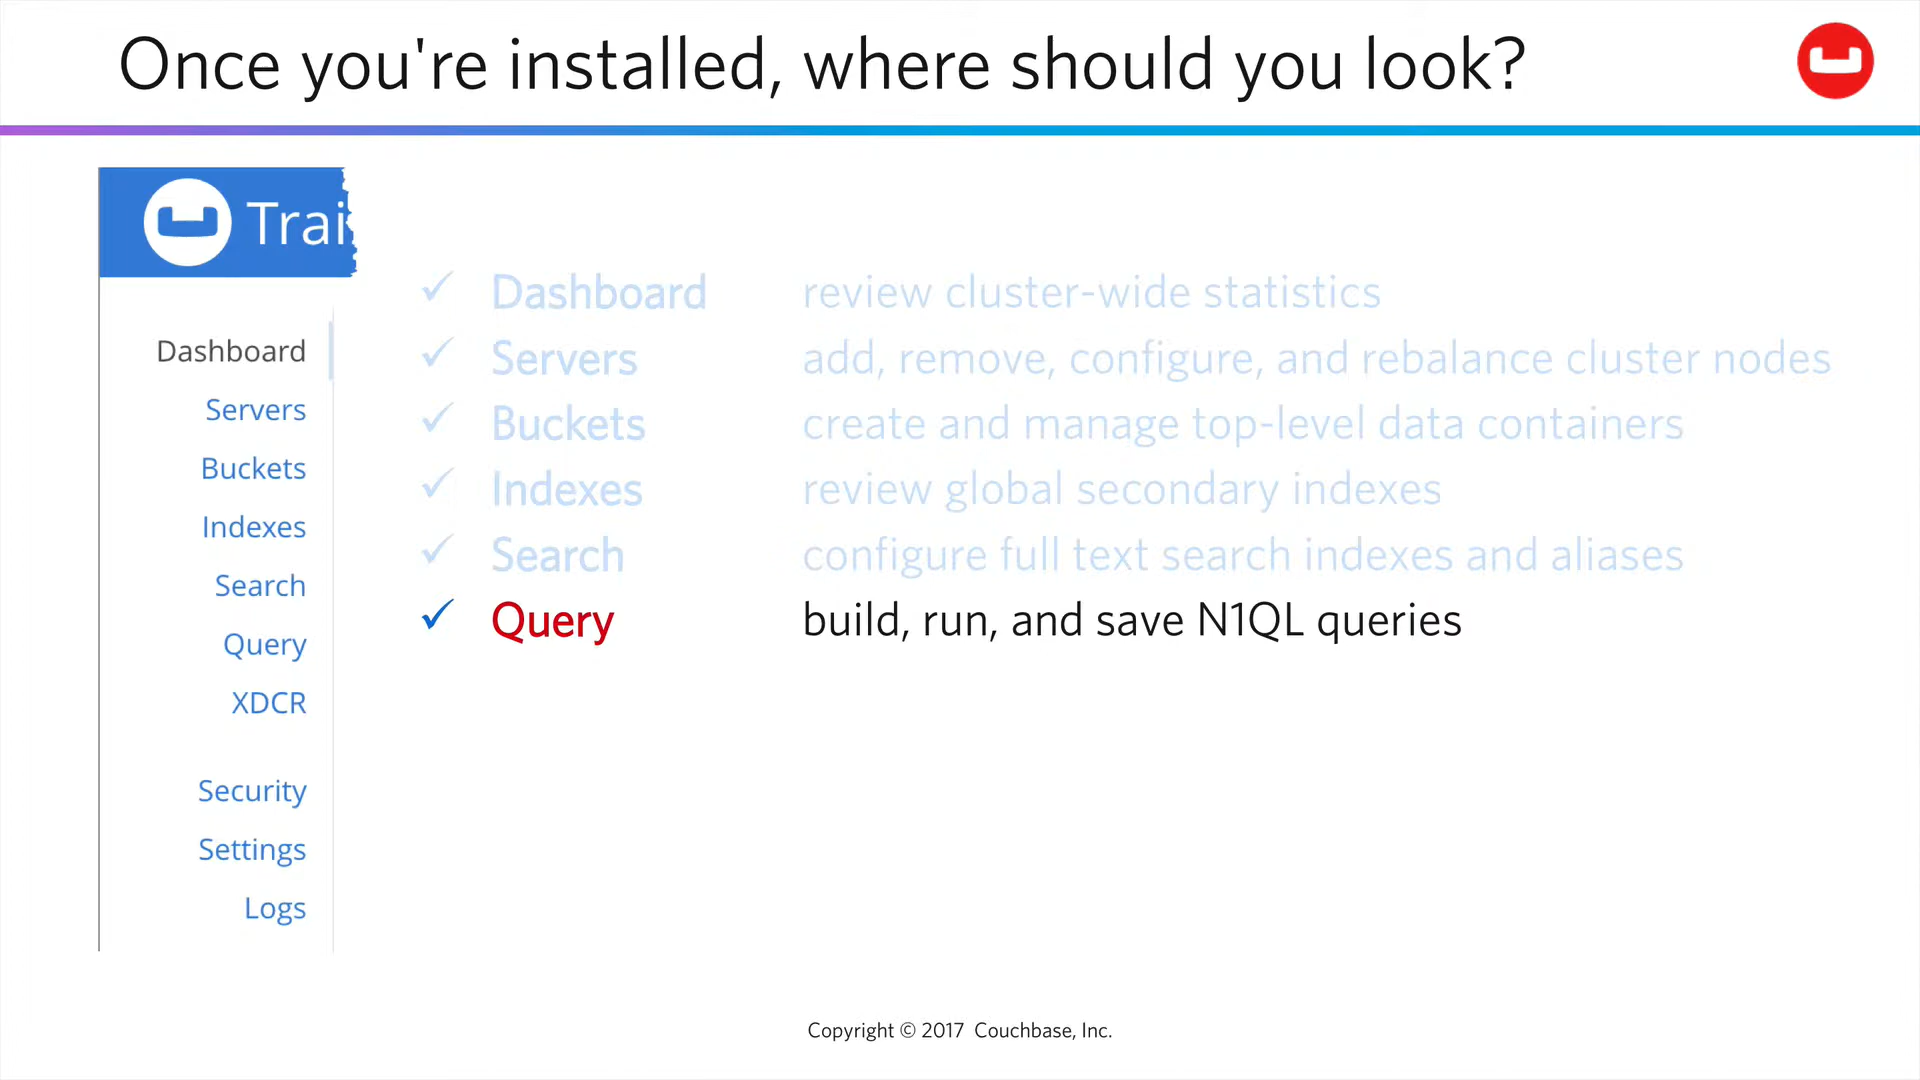 Once you're installed, where should you look?
Trai
Dashboard
Servers
Buckets
Indexes
Search
Query
XDCR
Security
Settings
Logs
✓ Dashboard review cluster-wide statistics
✓ Servers add, remove, configure, and rebalance cluster nodes
✓ Buckets create and manage top-level data containers
✓ Indexes review global secondary indexes
✓ Search configure full text search indexes and aliases
✓ Query build, run, and save N1QL queries
Copyright © 2017 Couchbase, Inc.